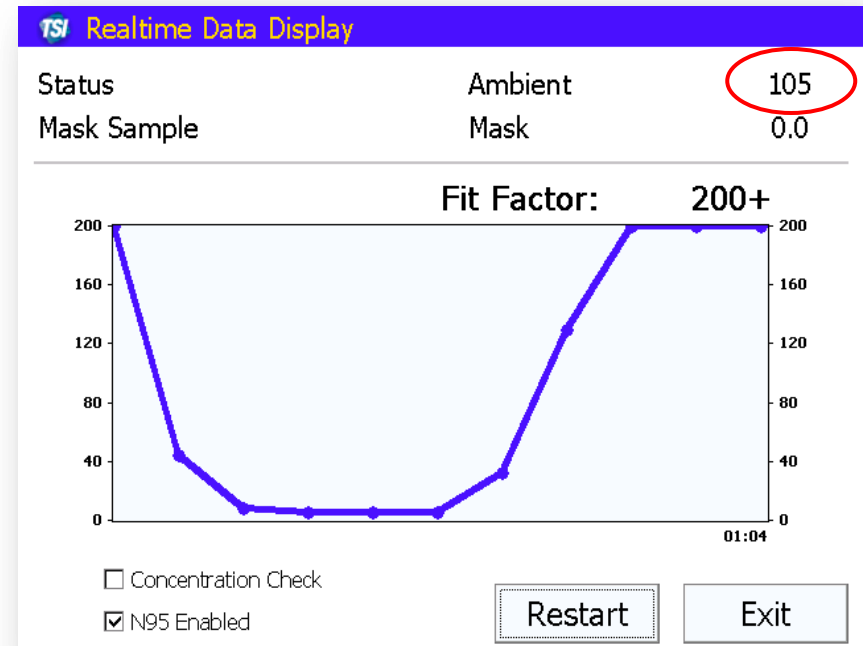 TSI Realtime Data Display
Status Ambient 105
Mask Sample Mask 0.0
Fit Factor: 200+
200 200
160 160
120 120
80 80
40 40
0 0
01:04
Concentration Check
N95 Enabled
Restart Exit